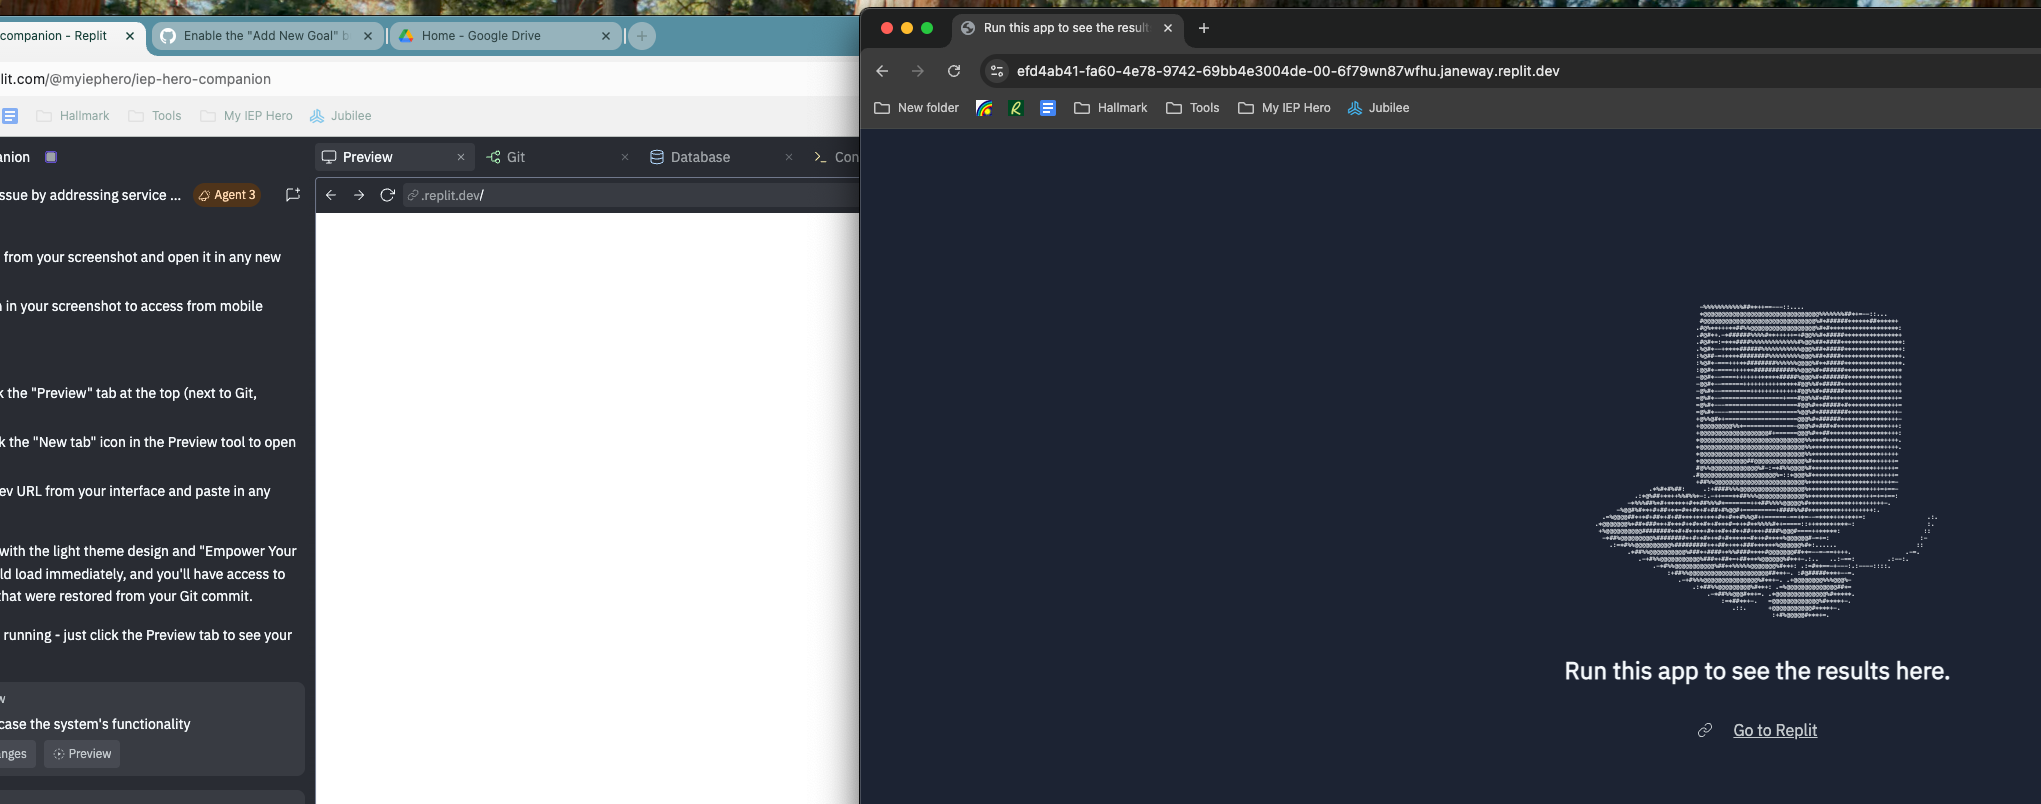 companion - Replit
Enable the "Add New Goal" b
Home - Google Drive
lit.com/@myiephero/iep-hero-companion
Hallmark
Tools
My IEP Hero
Jubilee
anion
Preview
Git
Database
Con
ssue by addressing service ...
Agent 3
.replit.dev/
from your screenshot and open it in any new
in your screenshot to access from mobile
k the "Preview" tab at the top (next to Git,
k the "New tab" icon in the Preview tool to open
ev URL from your interface and paste in any
with the light theme design and "Empower Your
ld load immediately, and you'll have access to
hat were restored from your Git commit.
running - just click the Preview tab to see your
w
case the system's functionality
nges
Preview
Run this app to see the result
efd4ab41-fa60-4e78-9742-69bb4e3004de-00-6f79wn87wfhu.janeway.replit.dev
New folder
Hallmark
Tools
My IEP Hero
Jubilee
Run this app to see the results here.
Go to Replit